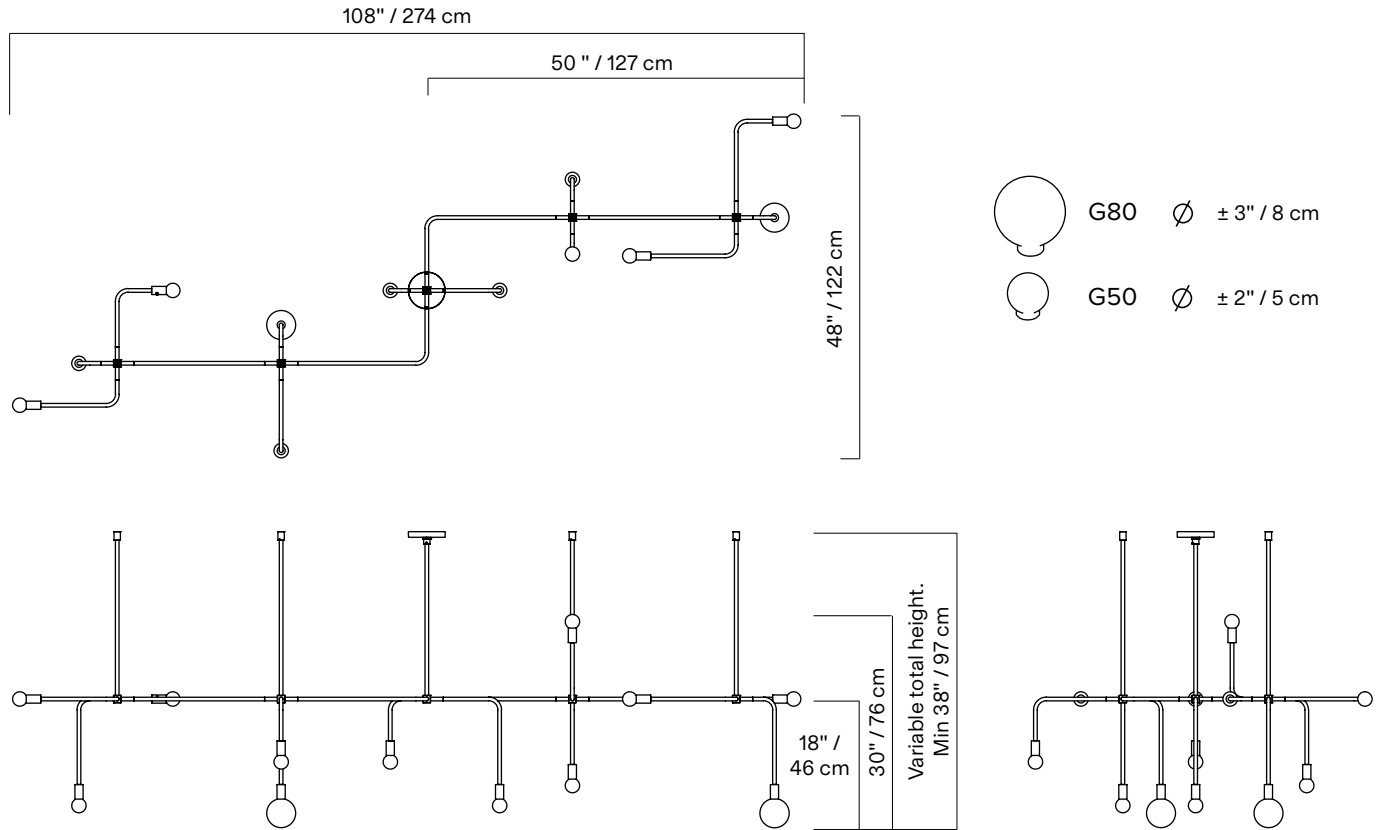 108" / 274 cm
50 " / 127 cm
48" / 122 cm
G80 ⌀ ± 3" / 8 cm
G50 ⌀ ± 2" / 5 cm
18" /
46 cm
30" / 76 cm
Variable total height.
Min 38" / 97 cm